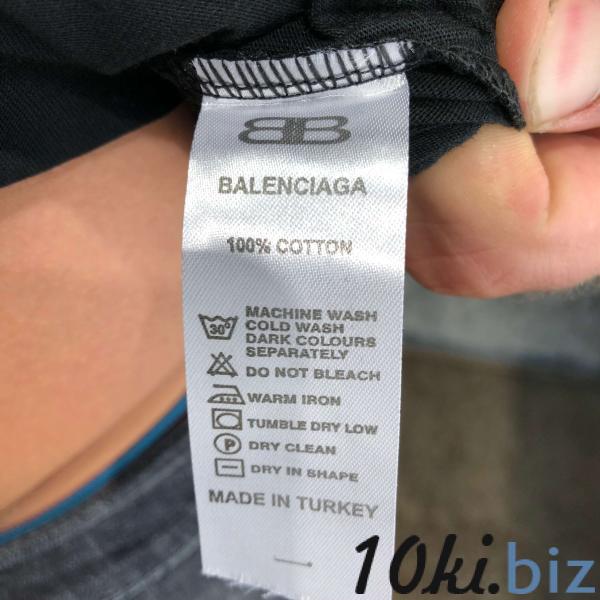 BB
BALENCIAGA
100% COTTON
30°
MACHINE WASH
COLD WASH
DARK COLOURS
SEPARATELY
DO NOT BLEACH
WARM IRON
TUMBLE DRY LOW
P
DRY CLEAN
DRY IN SHAPE
MADE IN TURKEY
10ki.biz